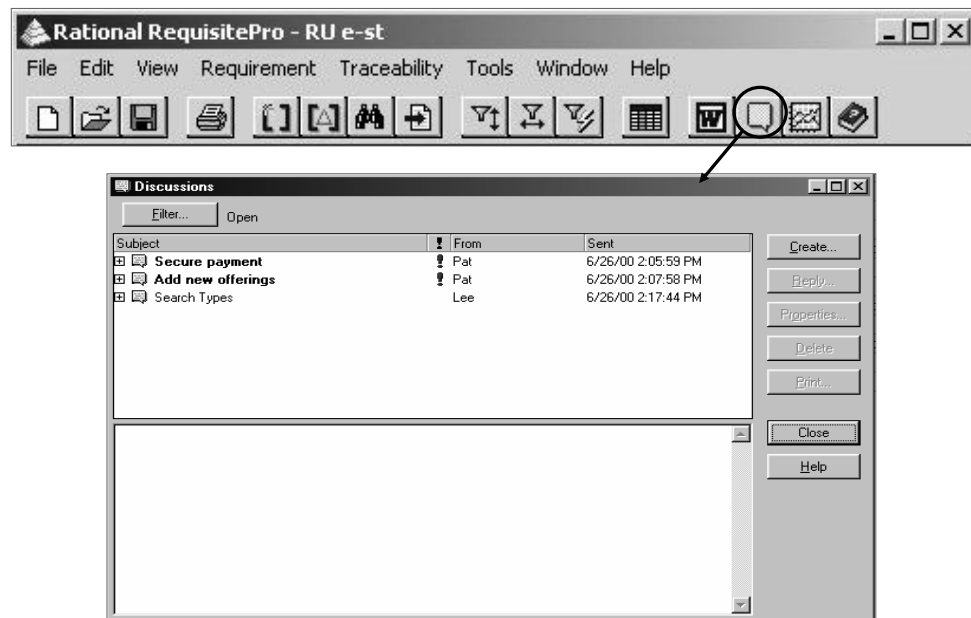 Rational RequisitePro - RU e-st
File Edit View Requirement Traceability Tools Window Help
W
Discussions
Filter... Open
Subject ! From Sent
Secure payment ! Pat 6/26/00 2:05:59 PM
Add new offerings ! Pat 6/26/00 2:07:58 PM
Search Types Lee 6/26/00 2:17:44 PM
Create...
Reply...
Properties...
Delete
Print...
Close
Help